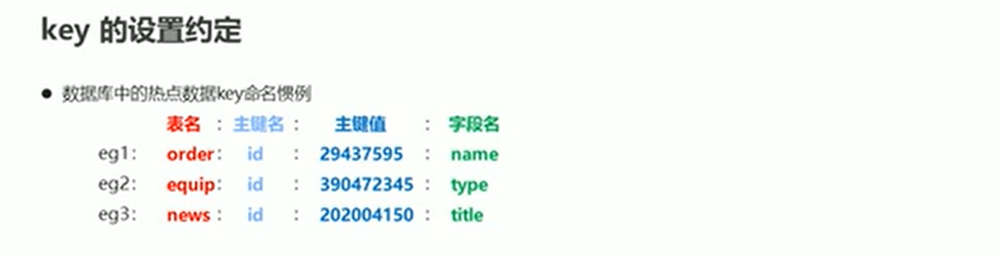 key 的设置约定
● 数据库中的热点数据key命名惯例
表名 : 主键名 : 主键值 : 字段名
eg1: order: id : 29437595 : name
eg2: equip: id : 390472345 : type
eg3: news : id : 202004150 : title